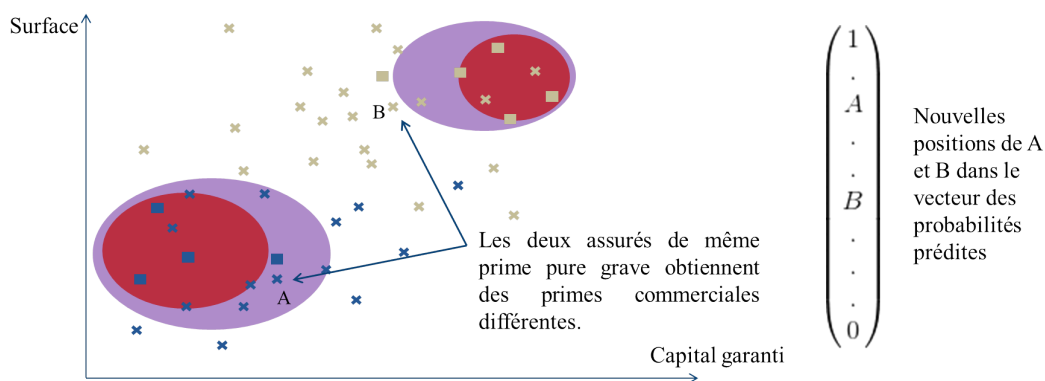 Surface
B
A
Les deux assurés de même
prime pure grave obtiennent
des primes commerciales
différentes.
Capital garanti
1
.
A
.
.
B
.
.
.
0
Nouvelles
positions de A
et B dans le
vecteur des
probabilités
prédites